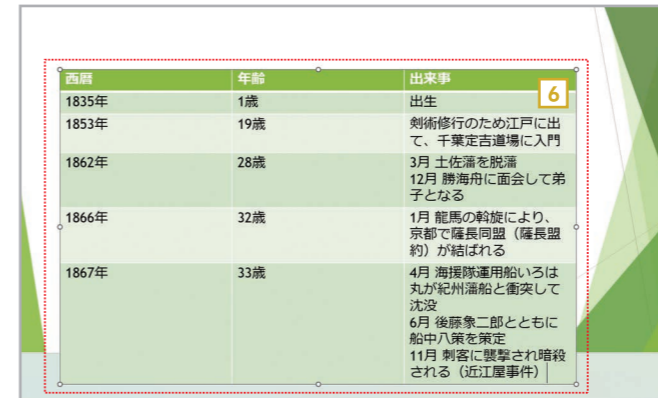 西暦 年齢 出来事
6
1835年 1歳 出生
1853年 19歳 剣術修行のため江戸に出
て、千葉定吉道場に入門
1862年 28歳 3月 土佐藩を脱藩
12月 勝海舟に面会して弟
子となる
1866年 32歳 1月 龍馬の斡旋により、
京都で薩長同盟（薩長盟
約）が結ばれる
1867年 33歳 4月 海援隊運用船いろは
丸が紀州藩船と衝突して
沈没
6月 後藤象二郎とともに
船中八策を策定
11月 刺客に襲撃され暗殺
される（近江屋事件）